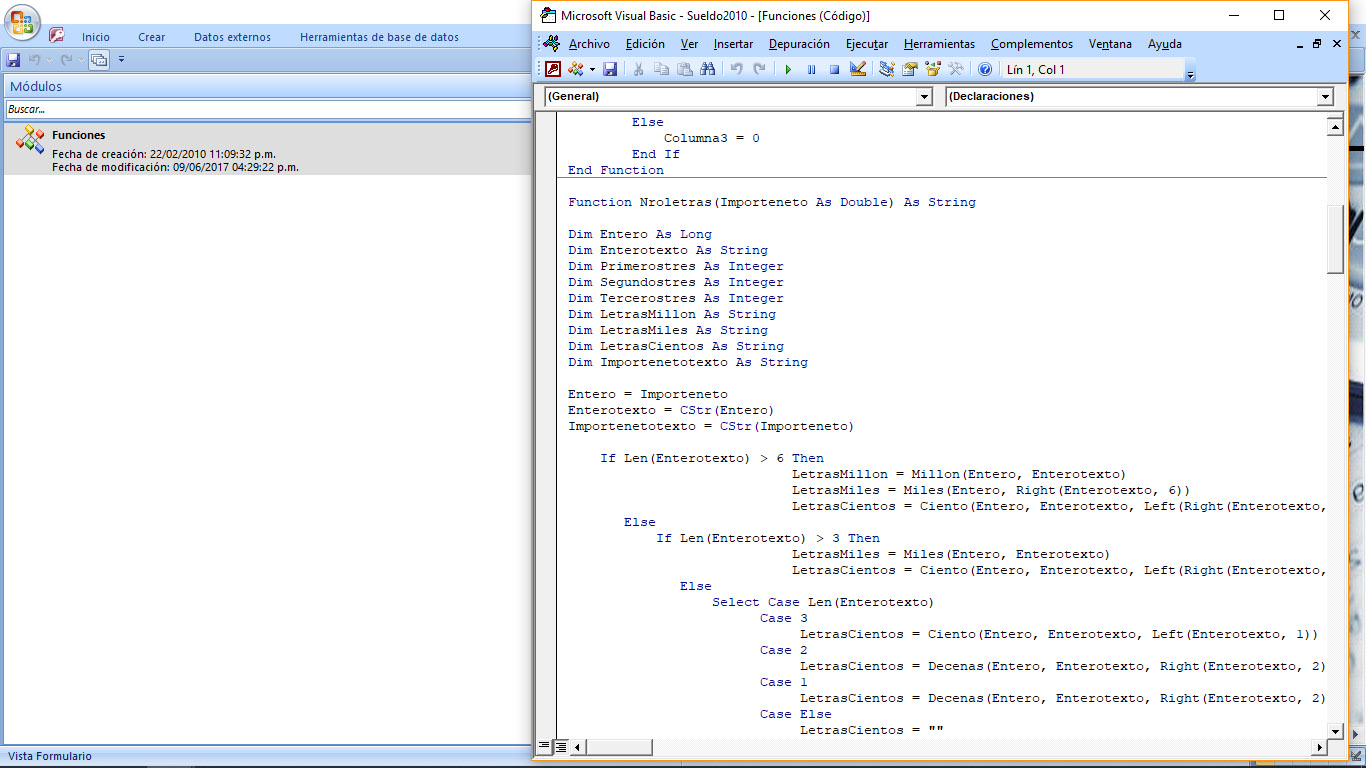 Inicio Crear Datos externos Herramientas de base de datos
Módulos
Buscar...
Funciones
Fecha de creación: 22/02/2010 11:09:32 p.m.
Fecha de modificación: 09/06/2017 04:29:22 p.m.
Vista Formulario
Microsoft Visual Basic - Sueldo2010 - [Funciones (Código)]
Archivo Edición Ver Insertar Depuración Ejecutar Herramientas Complementos Ventana Ayuda
Lín 1, Col 1
(General) (Declaraciones)
Else
Columna3 = 0
End If
End Function
Function Nroletras(Importeneto As Double) As String
Dim Entero As Long
Dim Enterotexto As String
Dim Primerostres As Integer
Dim Segundostres As Integer
Dim Tercerostres As Integer
Dim LetrasMillon As String
Dim LetrasMiles As String
Dim LetrasCientos As String
Dim Importenetotexto As String
Entero = Importeneto
Enterotexto = CStr(Entero)
Importenetotexto = CStr(Importeneto)
If Len(Enterotexto) > 6 Then
LetrasMillon = Millon(Entero, Enterotexto)
LetrasMiles = Miles(Entero, Right(Enterotexto, 6))
LetrasCientos = Ciento(Entero, Enterotexto, Left(Right(Enterotexto,
Else
If Len(Enterotexto) > 3 Then
LetrasMiles = Miles(Entero, Enterotexto)
LetrasCientos = Ciento(Entero, Enterotexto, Left(Right(Enterotexto,
Else
Select Case Len(Enterotexto)
Case 3
LetrasCientos = Ciento(Entero, Enterotexto, Left(Enterotexto, 1))
Case 2
LetrasCientos = Decenas(Entero, Enterotexto, Right(Enterotexto, 2)
Case 1
LetrasCientos = Decenas(Entero, Enterotexto, Right(Enterotexto, 2)
Case Else
LetrasCientos = ""